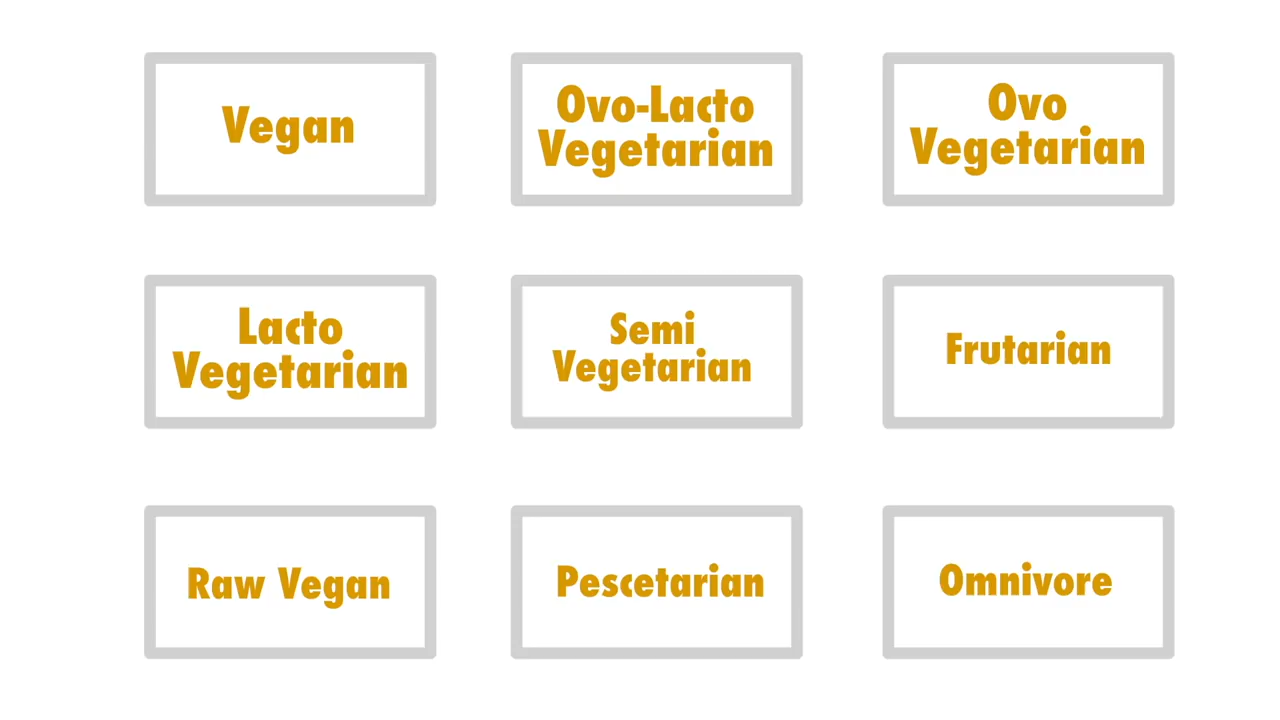 Vegan
Ovo-Lacto
Vegetarian
Ovo
Vegetarian
Lacto
Vegetarian
Semi
Vegetarian
Frutarian
Raw Vegan
Pescetarian
Omnivore